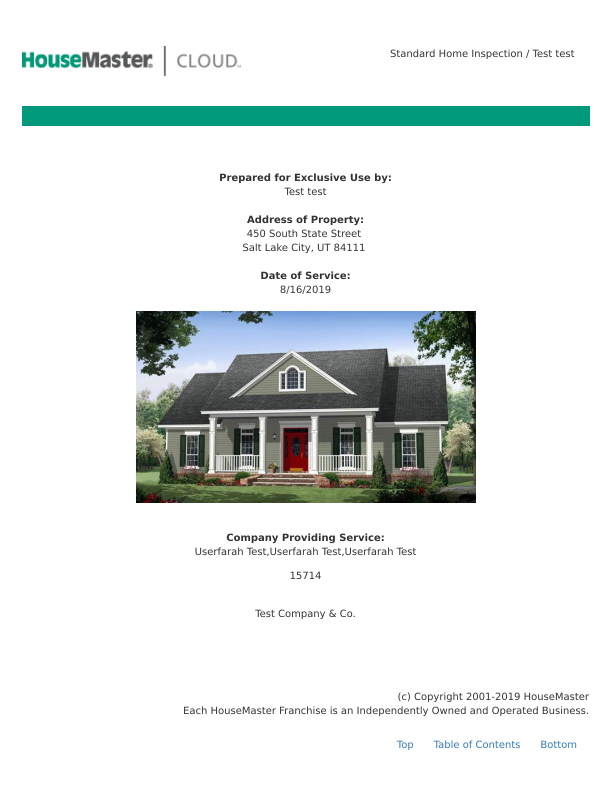 HouseMaster | CLOUD
Standard Home Inspection / Test test
Prepared for Exclusive Use by:
Test test
Address of Property:
450 South State Street
Salt Lake City, UT 84111
Date of Service:
8/16/2019
Company Providing Service:
Userfarah Test,Userfarah Test,Userfarah Test
15714
Test Company & Co.
(c) Copyright 2001-2019 HouseMaster
Each HouseMaster Franchise is an Independently Owned and Operated Business.
Top Table of Contents Bottom